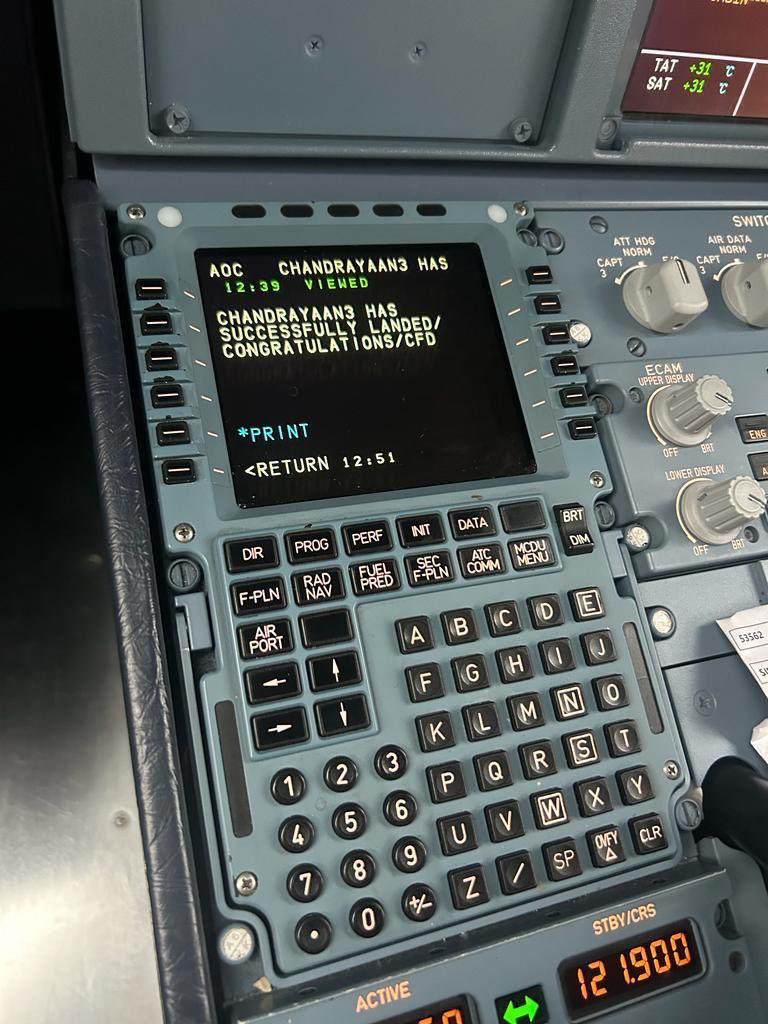 TAT +31 °C
SAT +31 °C
SWITC
ATT HDG
NORM
CAPT
3
AIR DATA
NORM
CAPT
3
AOC CHANDRAYAAN3 HAS
12:39 VIEWED
CHANDRAYAAN3 HAS
SUCCESSFULLY LANDED/
CONGRATULATIONS/CFD
*PRINT
<RETURN 12:51
ECAM
UPPER DISPLAY
OFF BRT
ENG
LOWER DISPLAY
OFF BRT
DIR PROG PERF INIT DATA
BRT
DIM
F-PLN RAD NAV FUEL PRED SEC F-PLN ATC COMM MCDU MENU
AIR PORT
← ↑
→ ↓
A B C D E
F G H I J
K L M N O
P Q R S T
U V W X Y
Z / SP OVFY △ CLR
1 2 3
4 5 6
7 8 9
. 0 +/-
53562
STBY/CRS
121.900
ACTIVE